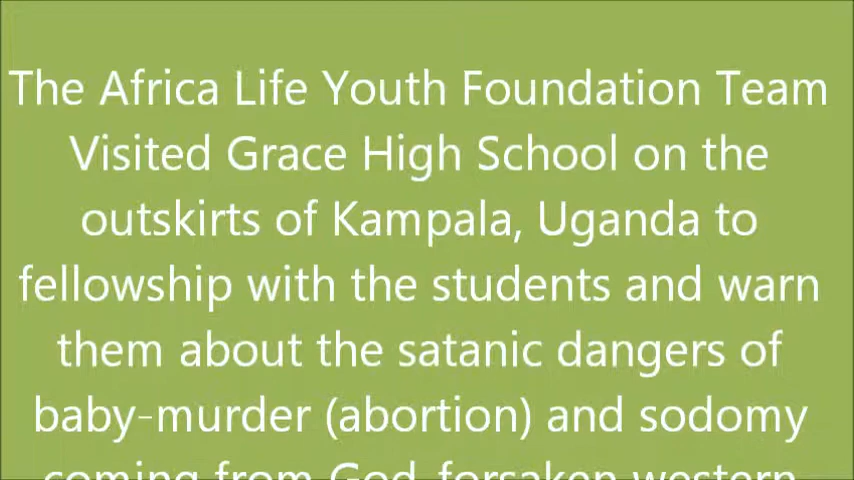 The Africa Life Youth Foundation Team
Visited Grace High School on the
outskirts of Kampala, Uganda to
fellowship with the students and warn
them about the satanic dangers of
baby-murder (abortion) and sodomy
coming from God-forsaken western